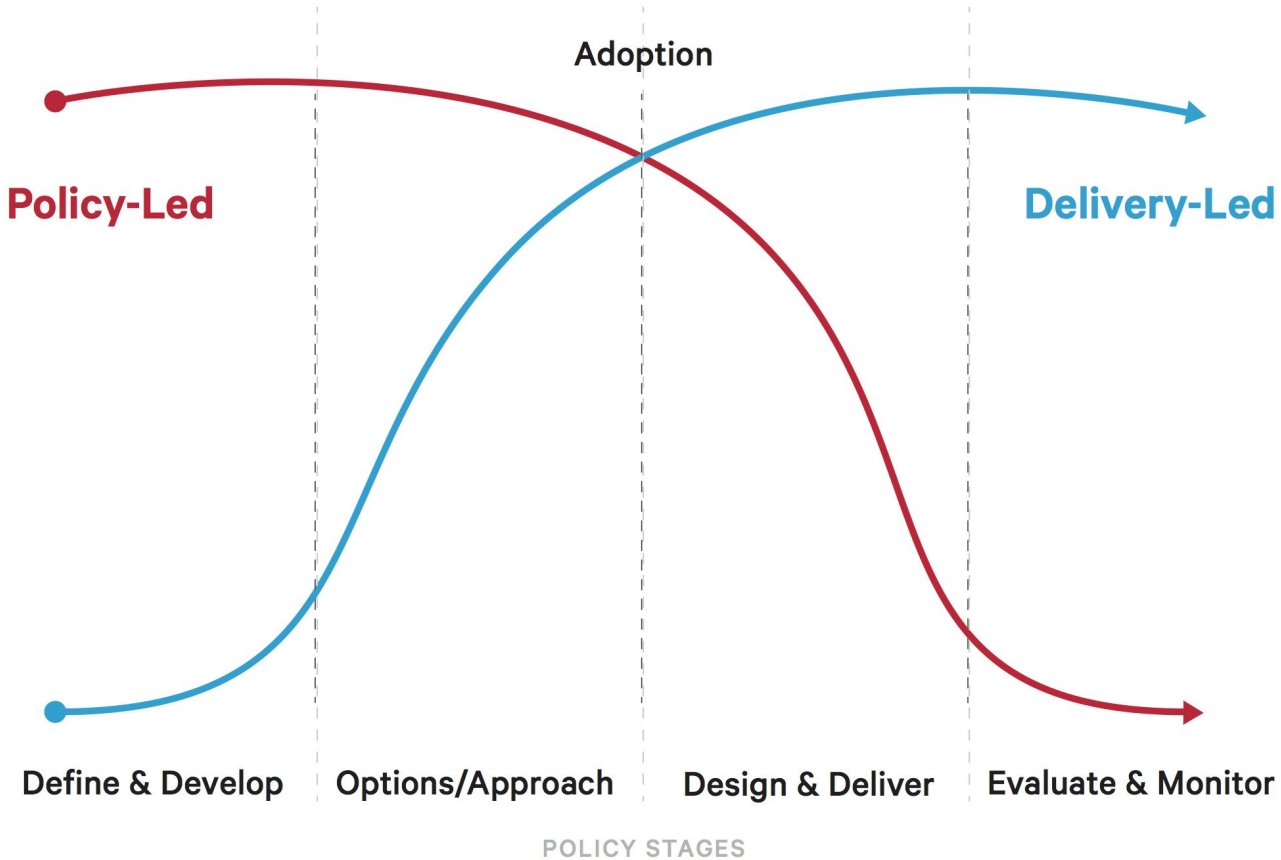 Adoption
Policy-Led
Delivery-Led
Define & Develop
Options/Approach
Design & Deliver
Evaluate & Monitor
POLICY STAGES